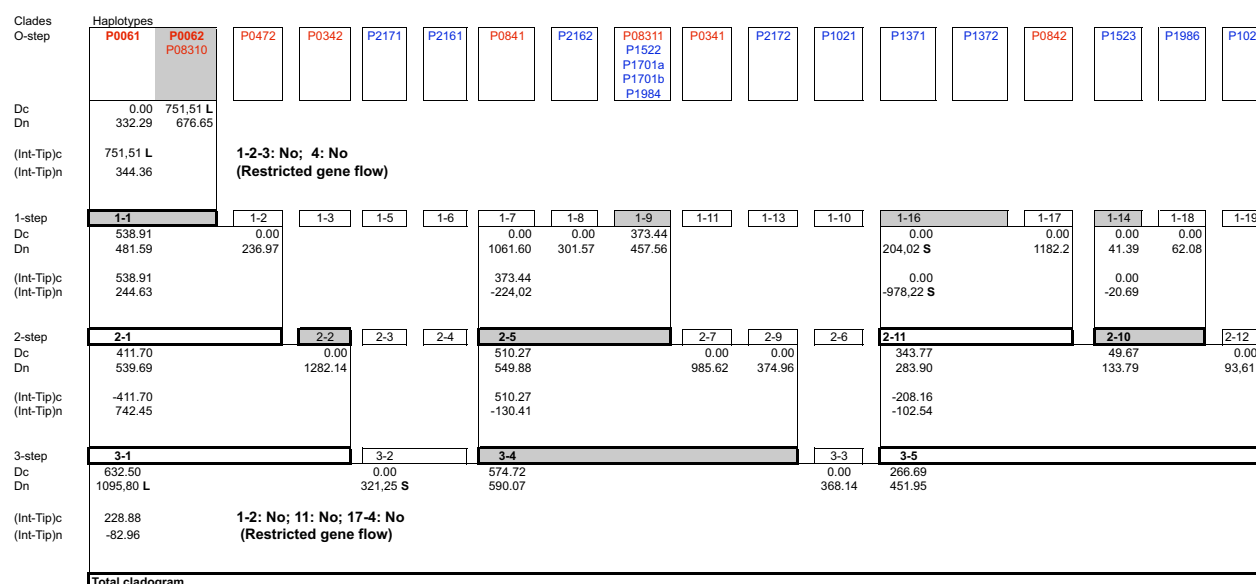 Clades Haplotypes
O-step P0061 P0062 P0472 P0342 P2171 P2161 P0841 P2162 P08311 P0341 P2172 P1021 P1371 P1372 P0842 P1523 P1986 P102
P08310 P1522
P1701a
P1701b
P1984
Dc 0.00 751,51 L
Dn 332.29 676.65
(Int-Tip)c 751,51 L 1-2-3: No; 4: No
(Int-Tip)n 344.36 (Restricted gene flow)
1-step 1-1 1-2 1-3 1-5 1-6 1-7 1-8 1-9 1-11 1-13 1-10 1-16 1-17 1-14 1-18 1-19
Dc 538.91 0.00 0.00 0.00 373.44 0.00 0.00 0.00 0.00
Dn 481.59 236.97 1061.60 301.57 457.56 204,02 S 1182.2 41.39 62.08
(Int-Tip)c 538.91 373.44 0.00 0.00
(Int-Tip)n 244.63 -224,02 -978,22 S -20.69
2-step 2-1 2-2 2-3 2-4 2-5 2-7 2-9 2-6 2-11 2-10 2-12
Dc 411.70 0.00 510.27 0.00 0.00 343.77 49.67 0.00
Dn 539.69 1282.14 549.88 985.62 374.96 283.90 133.79 93,61
(Int-Tip)c -411.70 510.27 -208.16
(Int-Tip)n 742.45 -130.41 -102.54
3-step 3-1 3-2 3-4 3-3 3-5
Dc 632.50 0.00 574.72 0.00 266.69
Dn 1095,80 L 321,25 S 590.07 368.14 451.95
(Int-Tip)c 228.88 1-2: No; 11: No; 17-4: No
(Int-Tip)n -82.96 (Restricted gene flow)
Total cladogram